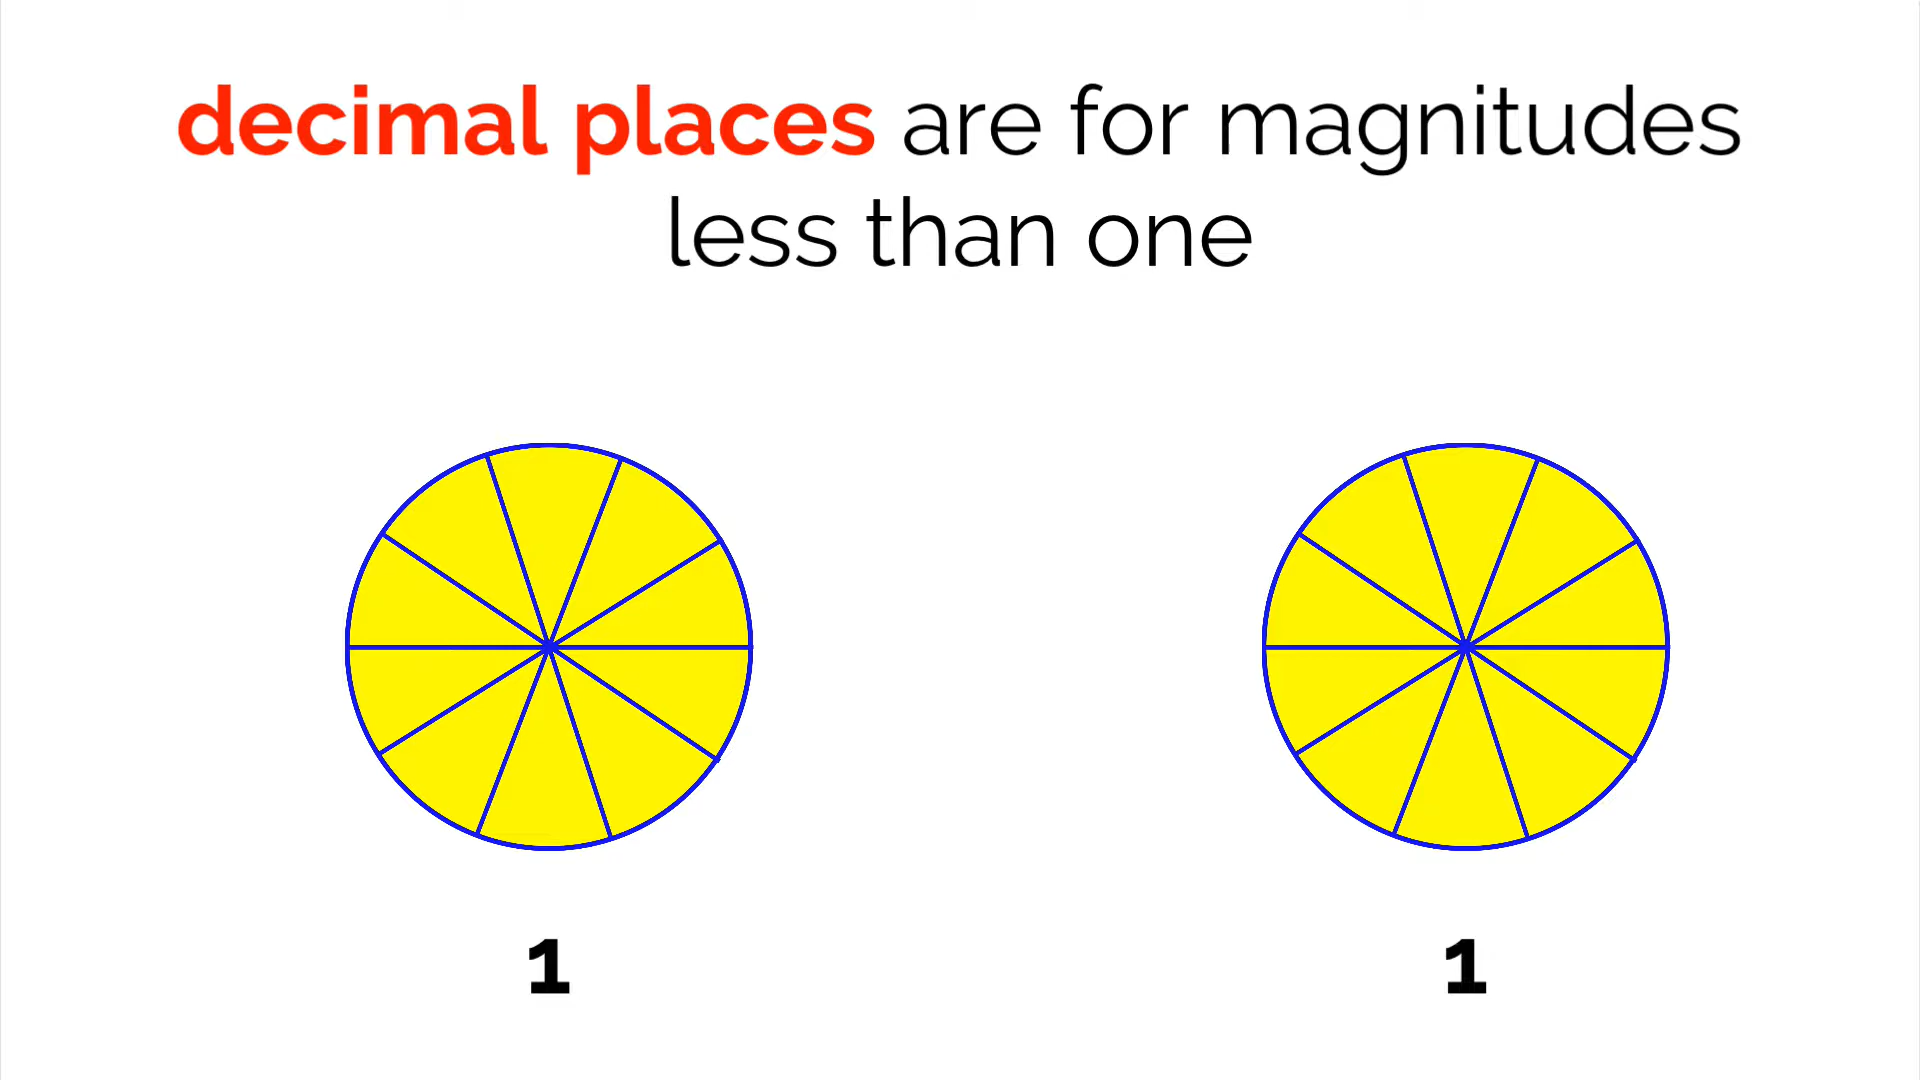 decimal places are for magnitudes
less than one
1 1